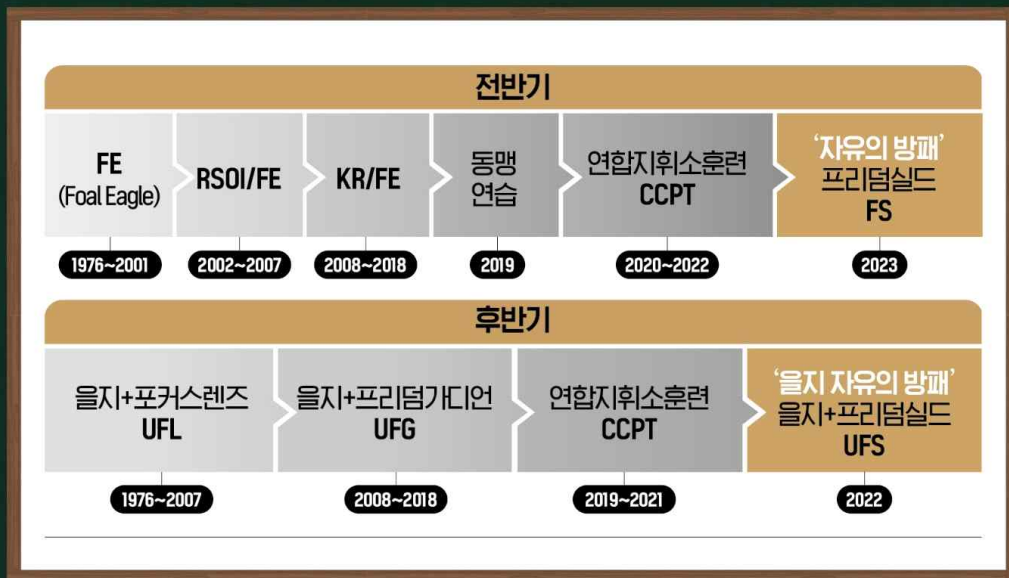 전반기
FE
(Foal Eagle)
RSOI/FE
KR/FE
동맹
연습
연합지휘소훈련
CCPT
‘자유의 방패’
프리덤실드
FS
1976~2001
2002~2007
2008~2018
2019
2020~2022
2023
후반기
을지+포커스렌즈
UFL
을지+프리덤가디언
UFG
연합지휘소훈련
CCPT
‘을지 자유의 방패’
을지+프리덤실드
UFS
1976~2007
2008~2018
2019~2021
2022